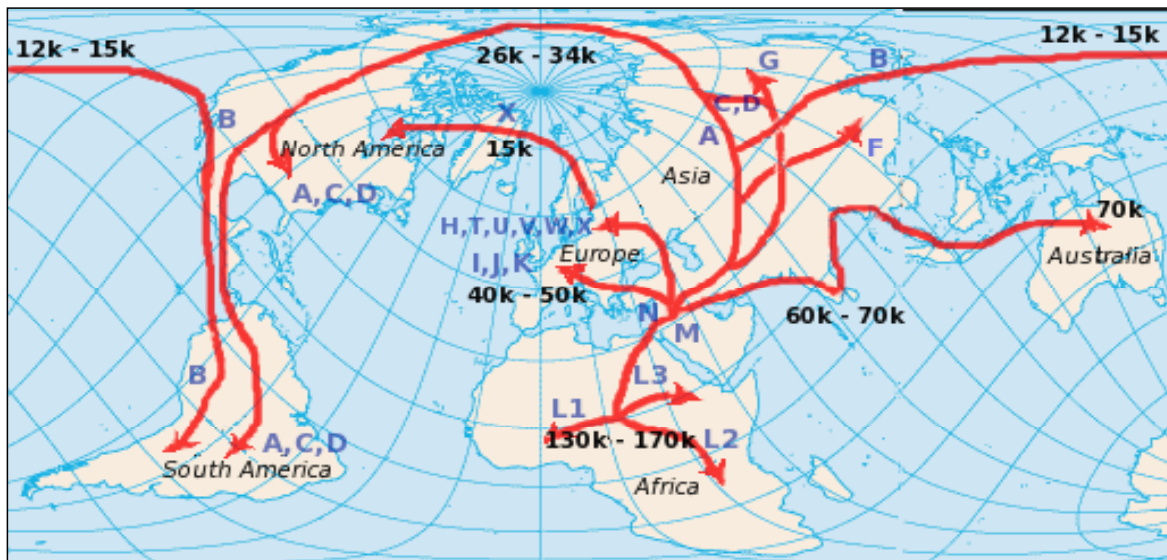 12k - 15k
26k - 34k
12k - 15k
G
B
C,D
B
X
A
North America
15k
Asia
F
A,C,D
H,T,U,V,W,X
Europe
70k
I,J,K
Australia
40k - 50k
N
60k - 70k
M
B
L3
L1
A,C,D
130k - 170k
L2
South America
Africa